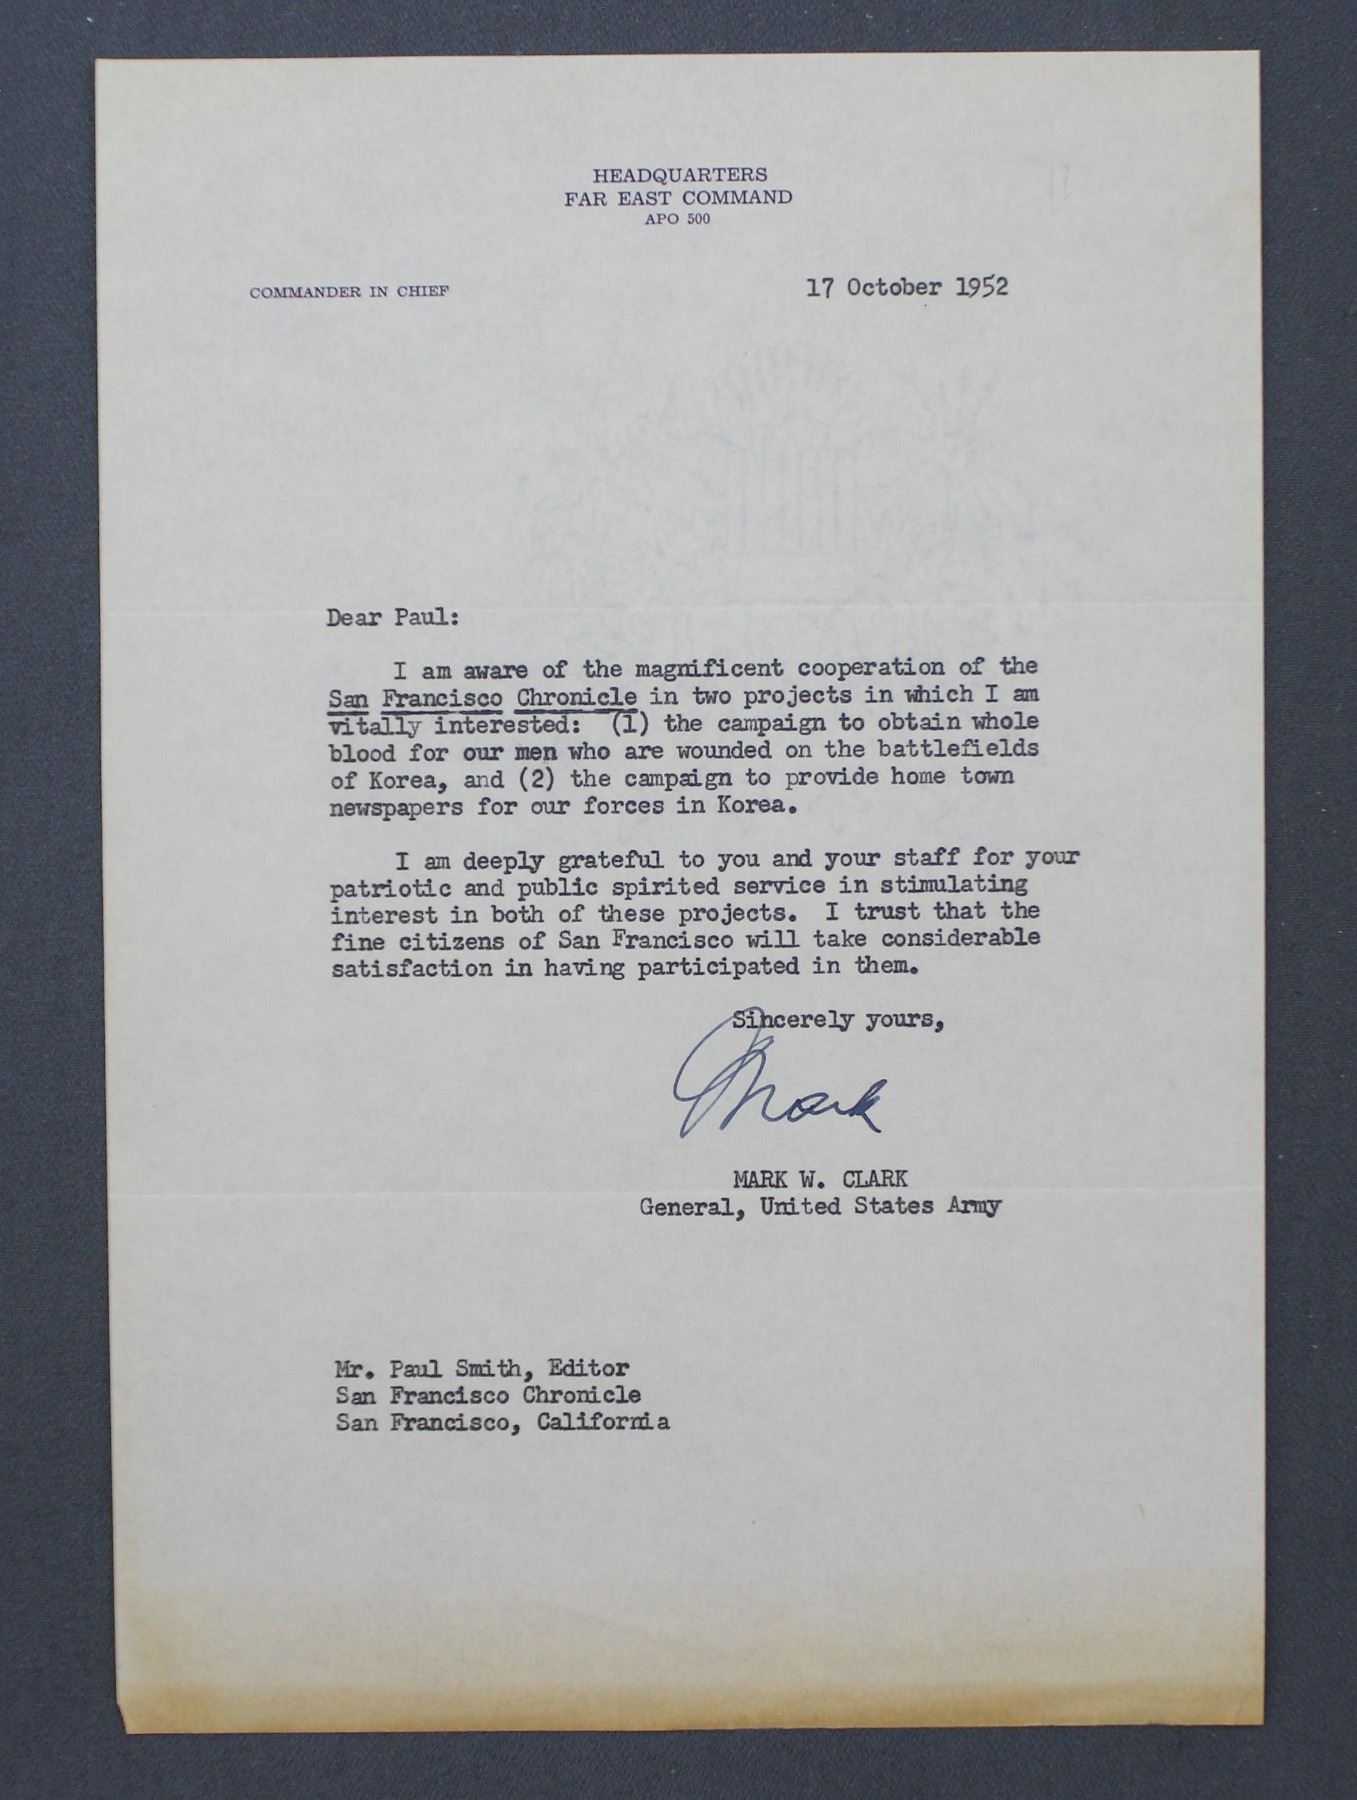 HEADQUARTERS
FAR EAST COMMAND
APO 500
COMMANDER IN CHIEF
17 October 1952
Dear Paul:
I am aware of the magnificent cooperation of the
San Francisco Chronicle in two projects in which I am
vitally interested: (1) the campaign to obtain whole
blood for our men who are wounded on the battlefields
of Korea, and (2) the campaign to provide home town
newspapers for our forces in Korea.
I am deeply grateful to you and your staff for your
patriotic and public spirited service in stimulating
interest in both of these projects. I trust that the
fine citizens of San Francisco will take considerable
satisfaction in having participated in them.
Sincerely yours,
Mark
MARK W. CLARK
General, United States Army
Mr. Paul Smith, Editor
San Francisco Chronicle
San Francisco, California